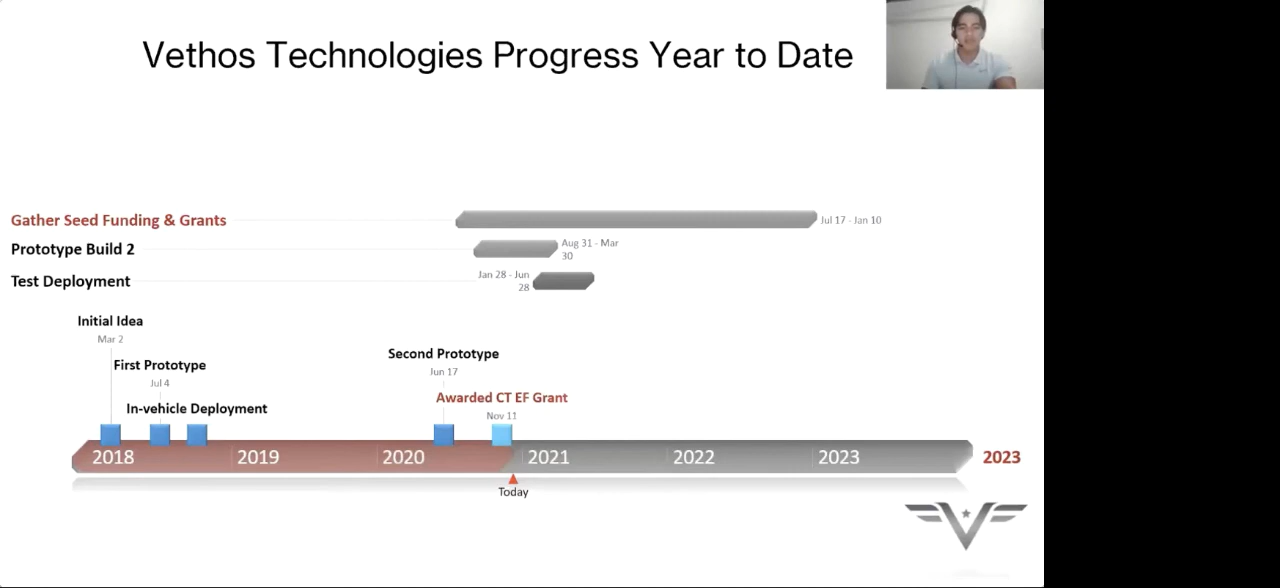 Vethos Technologies Progress Year to Date
Gather Seed Funding & Grants
Jul 17 - Jan 10
Prototype Build 2
Aug 31 - Mar
30
Test Deployment
Jan 28 - Jun
28
Initial Idea
Mar 2
First Prototype
Jul 4
In-vehicle Deployment
Second Prototype
Jun 17
Awarded CT EF Grant
Nov 11
2018 2019 2020 2021 2022 2023 2023
Today